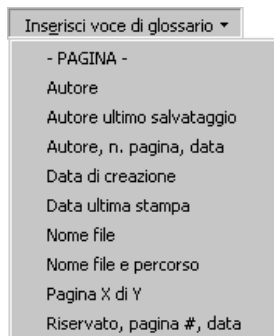 Inserisci voce di glossario
- PAGINA -
Autore
Autore ultimo salvataggio
Autore, n. pagina, data
Data di creazione
Data ultima stampa
Nome file
Nome file e percorso
Pagina X di Y
Riservato, pagina #, data